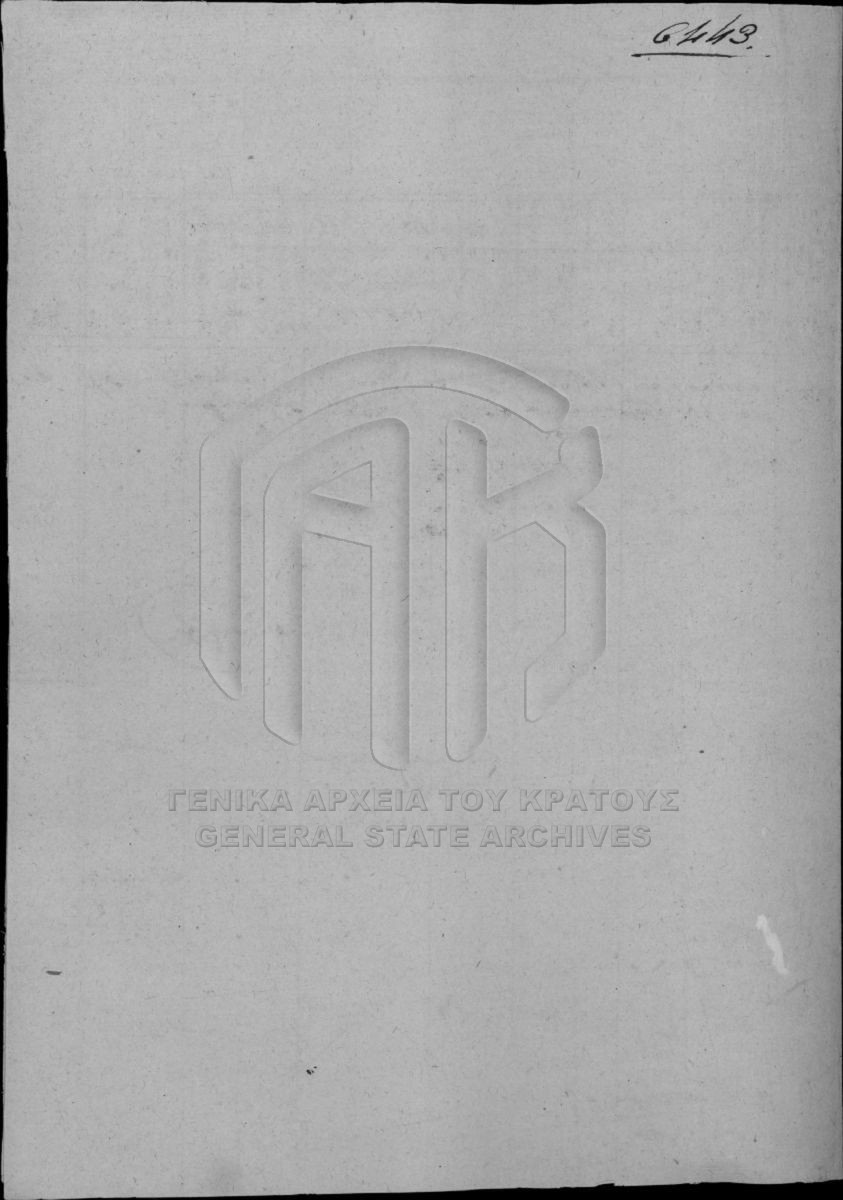 6443.
ΓΕΝΙΚΑ ΑΡΧΕΙΑ ΤΟΥ ΚΡΑΤΟΥΣ
GENERAL STATE ARCHIVES